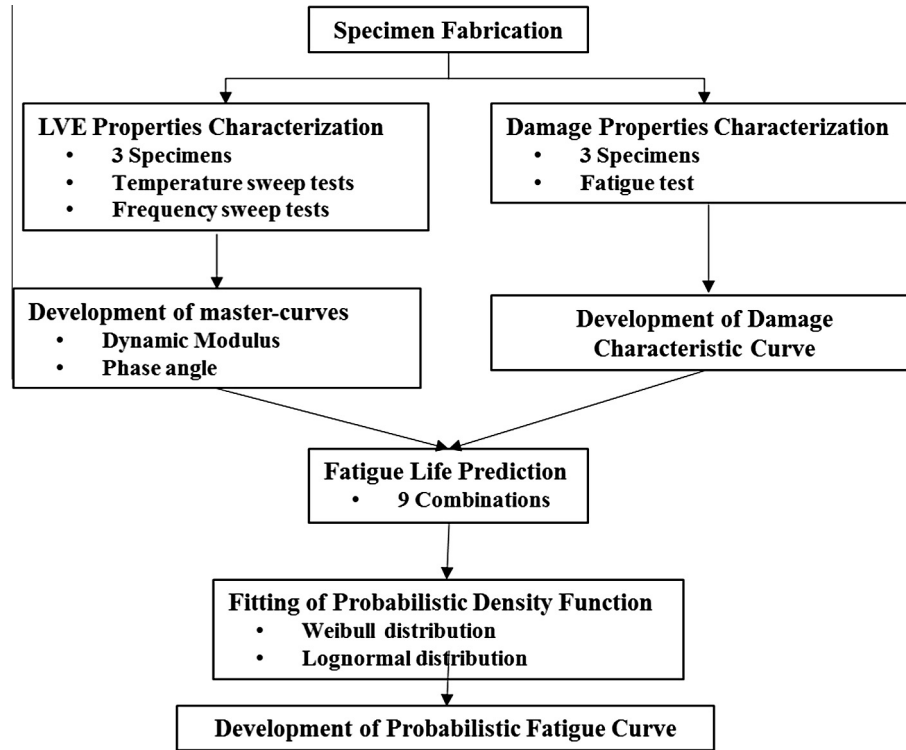 Specimen Fabrication
LVE Properties Characterization
• 3 Specimens
• Temperature sweep tests
• Frequency sweep tests
Damage Properties Characterization
• 3 Specimens
• Fatigue test
Development of master-curves
• Dynamic Modulus
• Phase angle
Development of Damage
Characteristic Curve
Fatigue Life Prediction
• 9 Combinations
Fitting of Probabilistic Density Function
• Weibull distribution
• Lognormal distribution
Development of Probabilistic Fatigue Curve